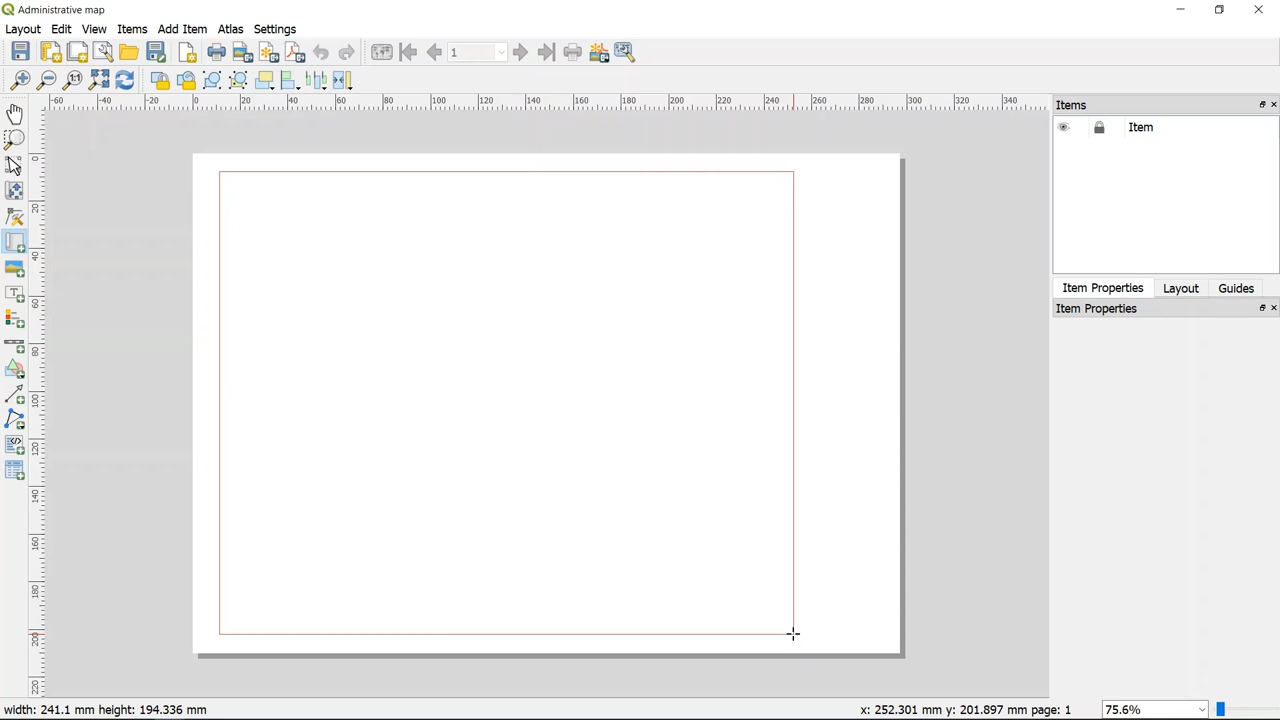 Administrative map
Layout Edit View Items Add Item Atlas Settings
1:1 1
-60 -40 -20 0 20 40 60 80 100 120 140 160 180 200 220 240 260 280 300 320 340
0
20
40
60
80
100
120
140
160
180
200
220
Items
Item
Item Properties Layout Guides
Item Properties
width: 241.1 mm height: 194.336 mm x: 252.301 mm y: 201.897 mm page: 1 75.6%